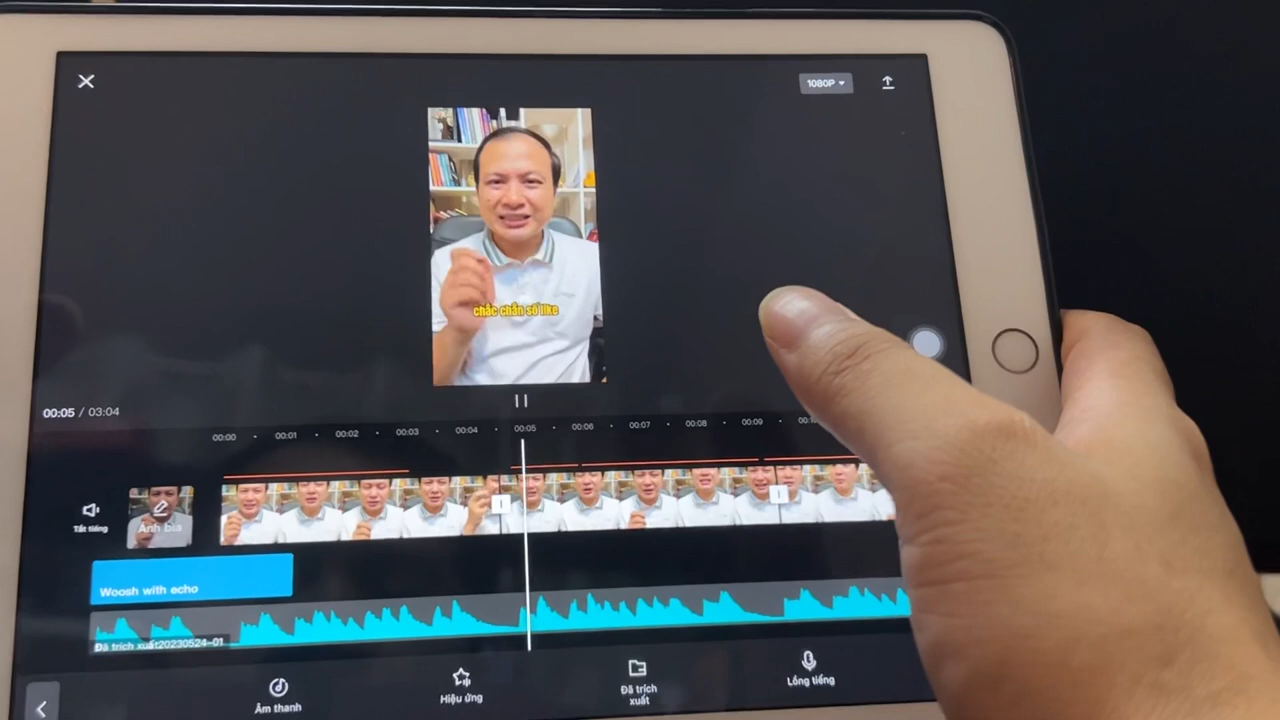 1080P
chắc chắn số like
00:05 / 03:04
00:00
00:01
00:02
00:03
00:04
00:05
00:06
00:07
00:08
00:09
Tắt tiếng
Ảnh bìa
Woosh with echo
Đã trích xuất20230524-01
Âm thanh
Hiệu ứng
Đã trích
xuất
Lồng tiếng